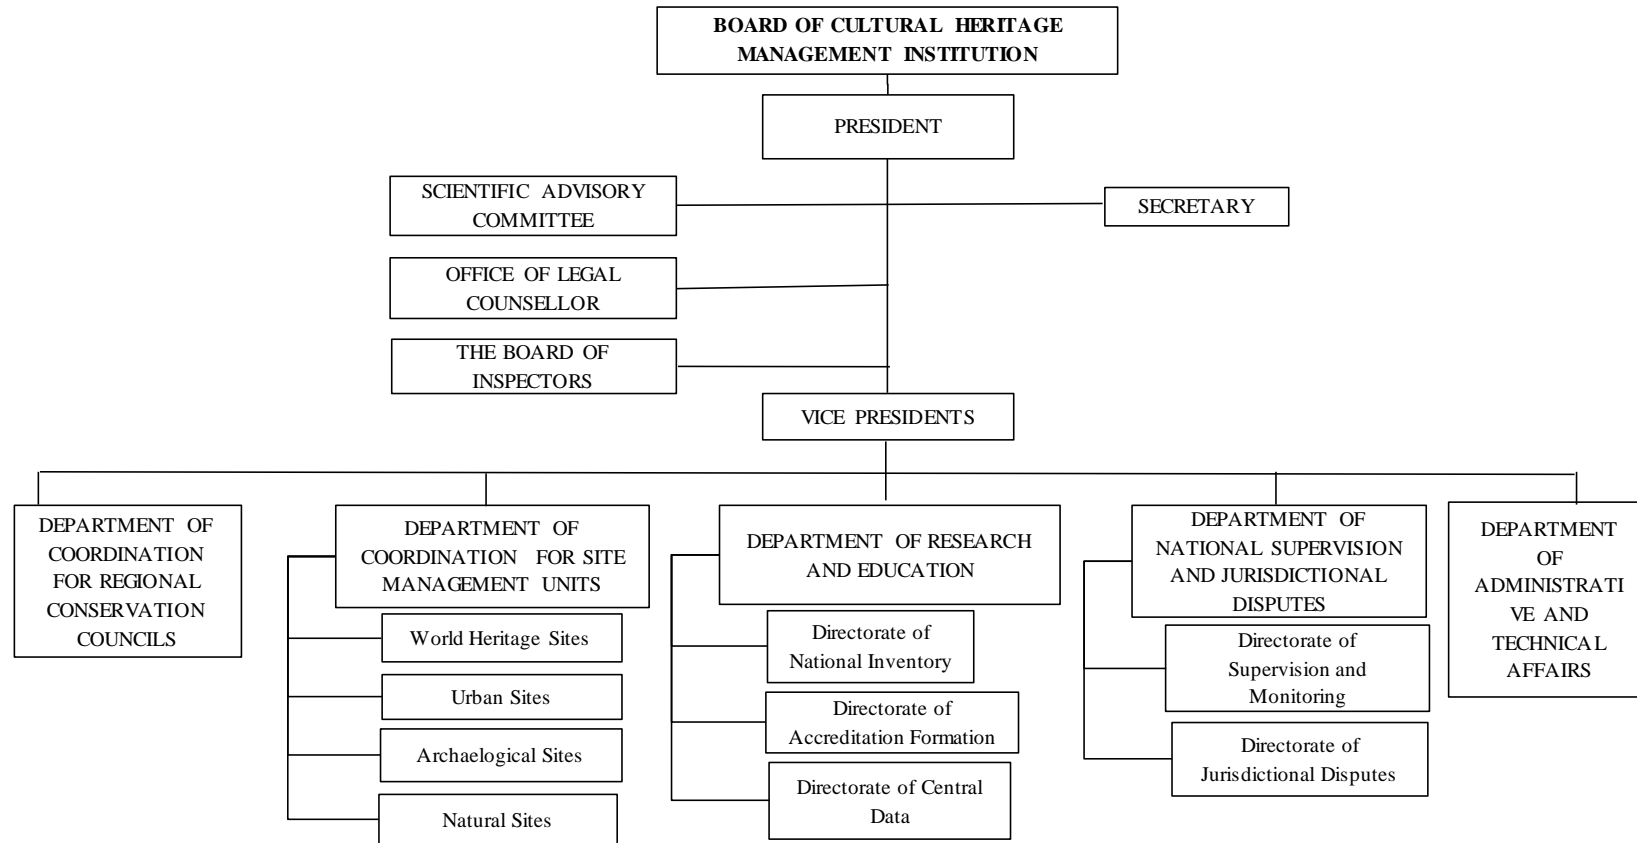 BOARD OF CULTURAL HERITAGE
MANAGEMENT INSTITUTION
PRESIDENT
SCIENTIFIC ADVISORY
COMMITTEE
SECRETARY
OFFICE OF LEGAL
COUNSELLOR
THE BOARD OF
INSPECTORS
VICE PRESIDENTS
DEPARTMENT OF
COORDINATION
FOR REGIONAL
CONSERVATION
COUNCILS
DEPARTMENT OF
COORDINATION FOR SITE
MANAGEMENT UNITS
World Heritage Sites
Urban Sites
Archaelogical Sites
Natural Sites
DEPARTMENT OF RESEARCH
AND EDUCATION
Directorate of
National Inventory
Directorate of
Accreditation Formation
Directorate of Central
Data
DEPARTMENT OF
NATIONAL SUPERVISION
AND JURISDICTIONAL
DISPUTES
Directorate of
Supervision and
Monitoring
Directorate of
Jurisdictional Disputes
DEPARTMENT
OF
ADMINISTRATI
VE AND
TECHNICAL
AFFAIRS